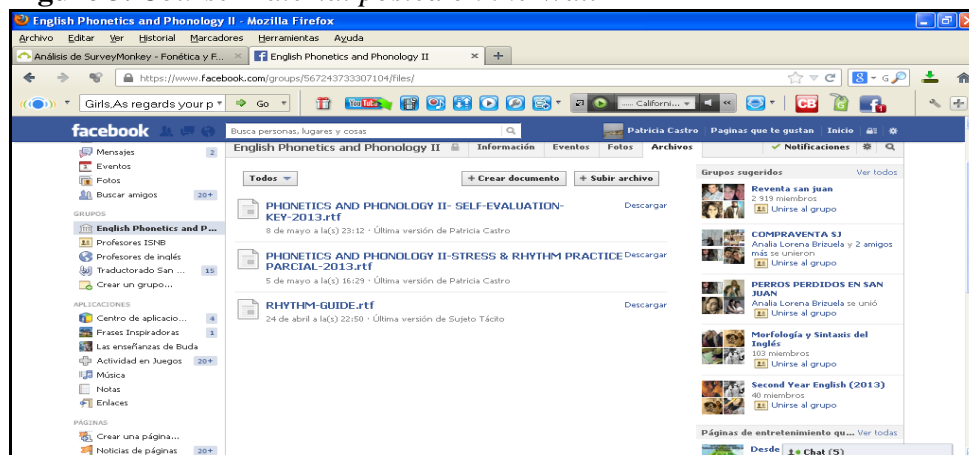 English Phonetics and Phonology II - Mozilla Firefox
Archivo Editar Ver Historial Marcadores Herramientas Ayuda
Análisis de SurveyMonkey - Fonética y F...
English Phonetics and Phonology II
https://www.facebook.com/groups/567243733307104/files/
Girls,As regards your p
Go
You Tube
..... Californi...
CB
facebook
Busca personas, lugares y cosas
Patricia Castro
Paginas que te gustan
Inicio
English Phonetics and Phonology II
Información
Eventos
Fotos
Archivos
Notificaciones
Mensajes 2
Eventos
Fotos
Buscar amigos 20+
GRUPOS
English Phonetics and P...
Profesores ISNB
Profesores de inglés
Traductorado San ... 15
Crear un grupo...
APLICACIONES
Centro de aplicacio... 4
Frases Inspiradoras 1
Las enseñanzas de Buda
Actividad en Juegos 20+
Música
Notas
Enlaces
PÁGINAS
Crear una página...
Noticias de páginas 20+
Todos
+ Crear documento
+ Subir archivo
PHONETICS AND PHONOLOGY II- SELF-EVALUATION-
KEY-2013.rtf
Descargar
8 de mayo a la(s) 23:12 · Última versión de Patricia Castro
PHONETICS AND PHONOLOGY II-STRESS & RHYTHM PRACTICE
PARCIAL-2013.rtf
Descargar
5 de mayo a la(s) 16:29 · Última versión de Patricia Castro
RHYTHM-GUIDE.rtf
Descargar
24 de abril a la(s) 22:50 · Última versión de Sujeto Tácito
Grupos sugeridos
Ver todos
Reventa san juan
2 919 miembros
Unirse al grupo
COMPRAVENTA SJ
Analia Lorena Brizuela y 2 amigos
más se unieron
Unirse al grupo
PERROS PERDIDOS EN SAN
JUAN
Analia Lorena Brizuela se unió
Unirse al grupo
Morfología y Sintaxis del
Inglés
103 miembros
Unirse al grupo
Second Year English (2013)
40 miembros
Unirse al grupo
Páginas de entretenimiento qu...
Ver todas
Desde
Chat (5)